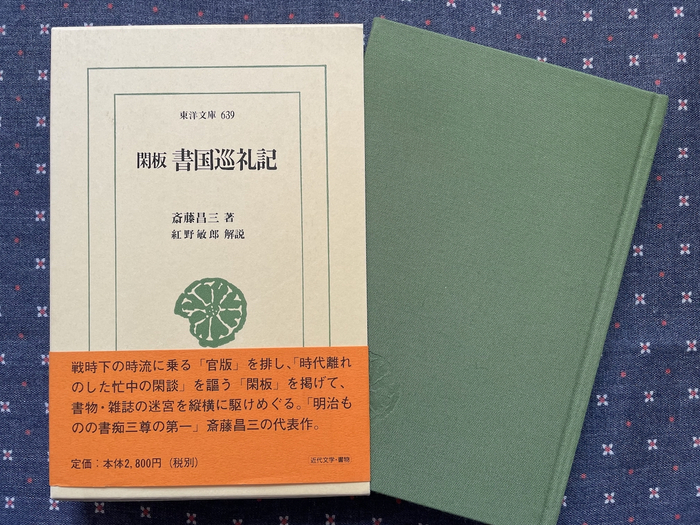 東洋文庫 639
閑板 書国巡礼記
斎藤昌三 著
紅野敏郎 解説
戦時下の時流に乗る「官版」を排し、「時代離れ
のした忙中の閑談」を謳う「閑板」を掲げて、
書物・雑誌の迷宮を縦横に駆けめぐる。「明治も
のの書痴三尊の第一」斎藤昌三の代表作。
定価：本体2,800円（税別）
近代文学・書物